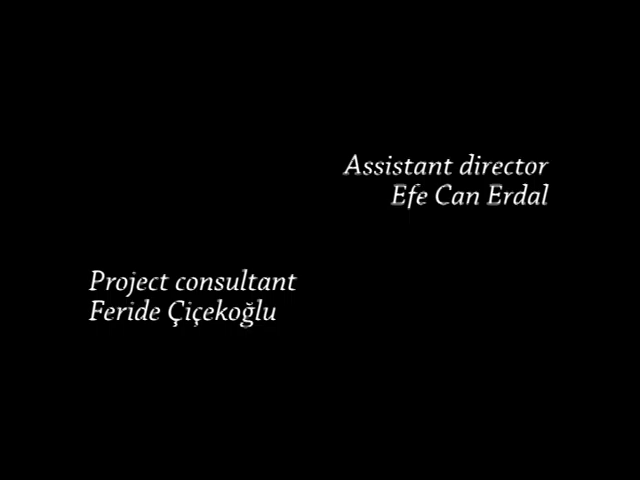 Assistant director
Efe Can Erdal
Project consultant
Feride Çiçekoğlu